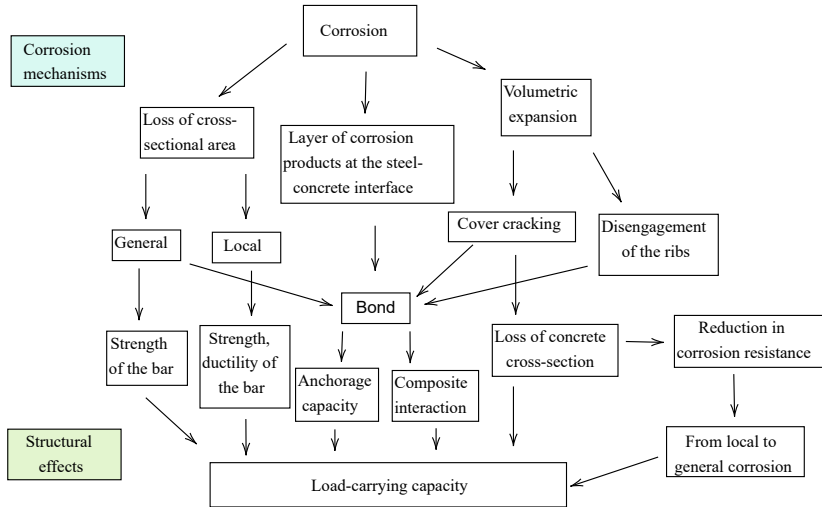 Corrosion
Corrosion
mechanisms
Volumetric
expansion
Loss of cross-
sectional area
Layer of corrosion
products at the steel-
concrete interface
General
Local
Cover cracking
Disengagement
of the ribs
Bond
Strength
of the bar
Strength,
ductility of
the bar
Anchorage
capacity
Composite
interaction
Loss of concrete
cross-section
Reduction in
corrosion resistance
Structural
effects
From local to
general corrosion
Load-carrying capacity